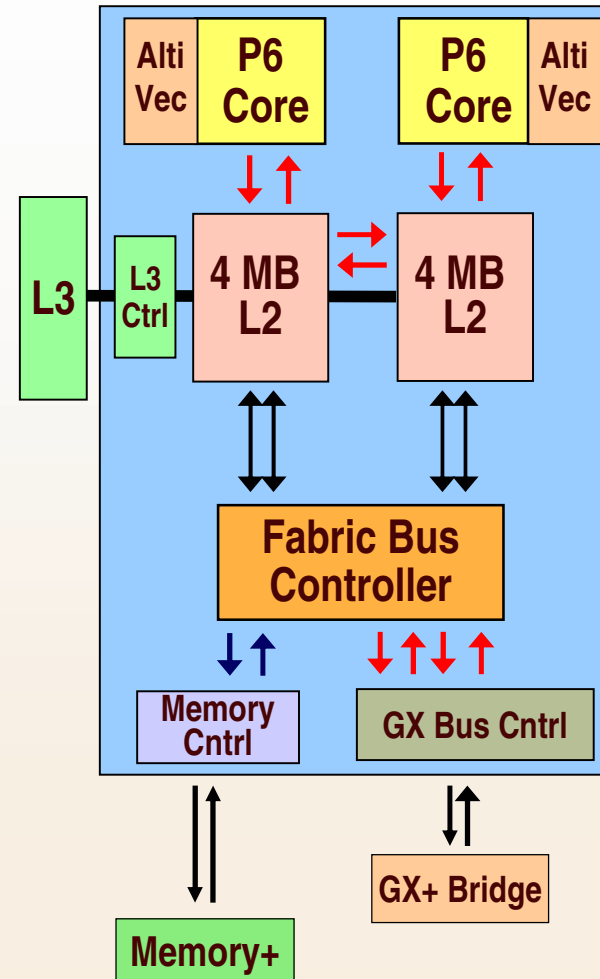 Alti
Vec
P6
Core
P6
Core
Alti
Vec
L3
L3
Ctrl
4 MB
L2
4 MB
L2
Fabric Bus
Controller
Memory
Cntrl
GX Bus Cntrl
GX+ Bridge
Memory+